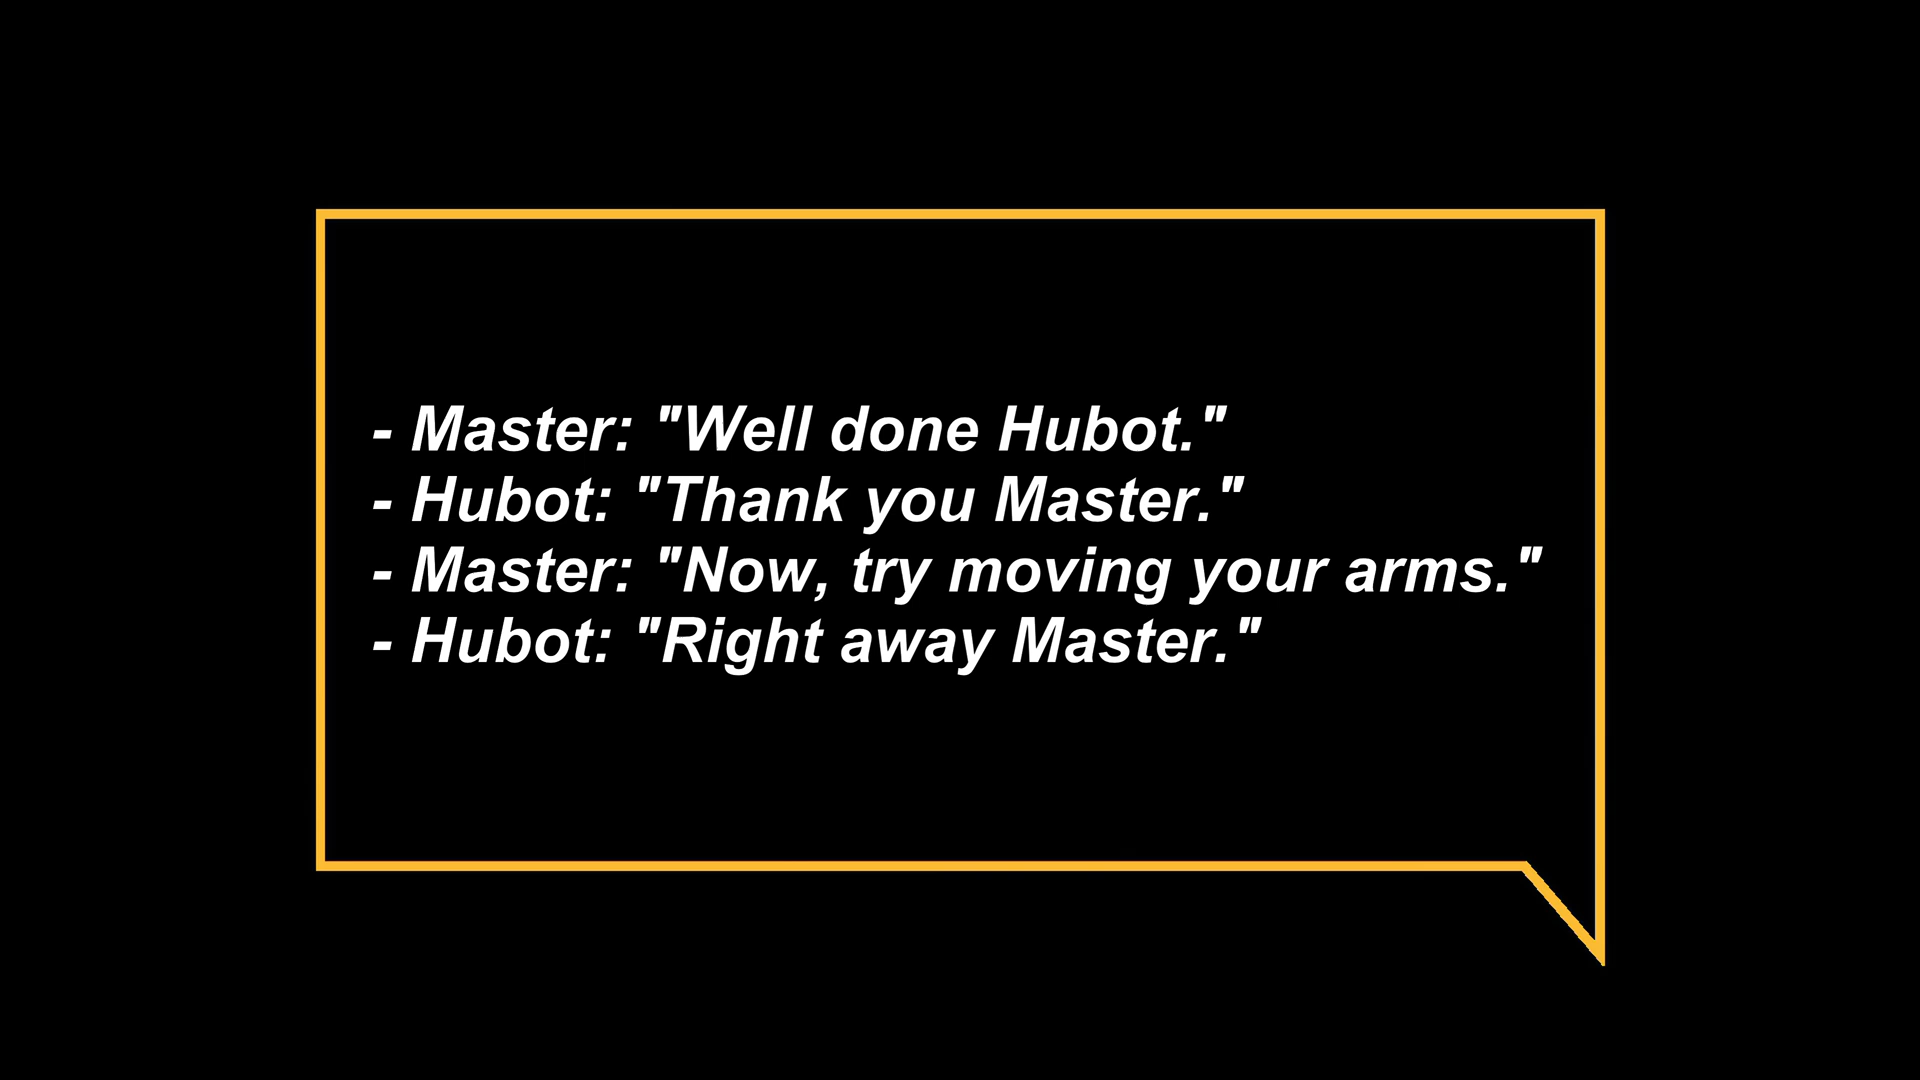 - Master: "Well done Hubot."
- Hubot: "Thank you Master."
- Master: "Now, try moving your arms."
- Hubot: "Right away Master."